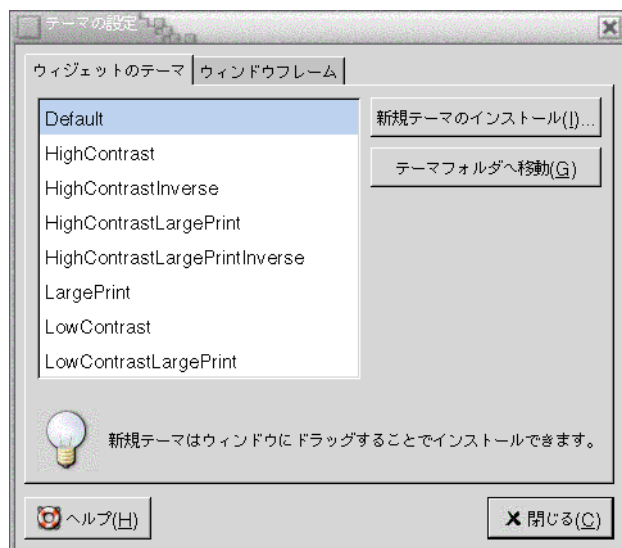 テーマの設定
ウィジェットのテーマ ウィンドウフレーム
Default
HighContrast
HighContrastInverse
HighContrastLargePrint
HighContrastLargePrintInverse
LargePrint
LowContrast
LowContrastLargePrint
新規テーマのインストール(I)...
テーマフォルダへ移動(G)
新規テーマはウィンドウにドラッグすることでインストールできます。
ヘルプ(H)
閉じる(C)